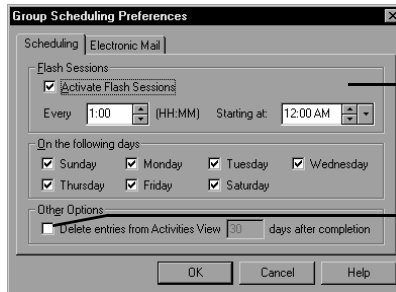 Group Scheduling Preferences
Scheduling Electronic Mail
Flash Sessions
Activate Flash Sessions
Every 1:00 (HH:MM) Starting at: 12:00 AM
On the following days
Sunday Monday Tuesday Wednesday
Thursday Friday Saturday
Other Options
Delete entries from Activities View 30 days after completion
OK Cancel Help